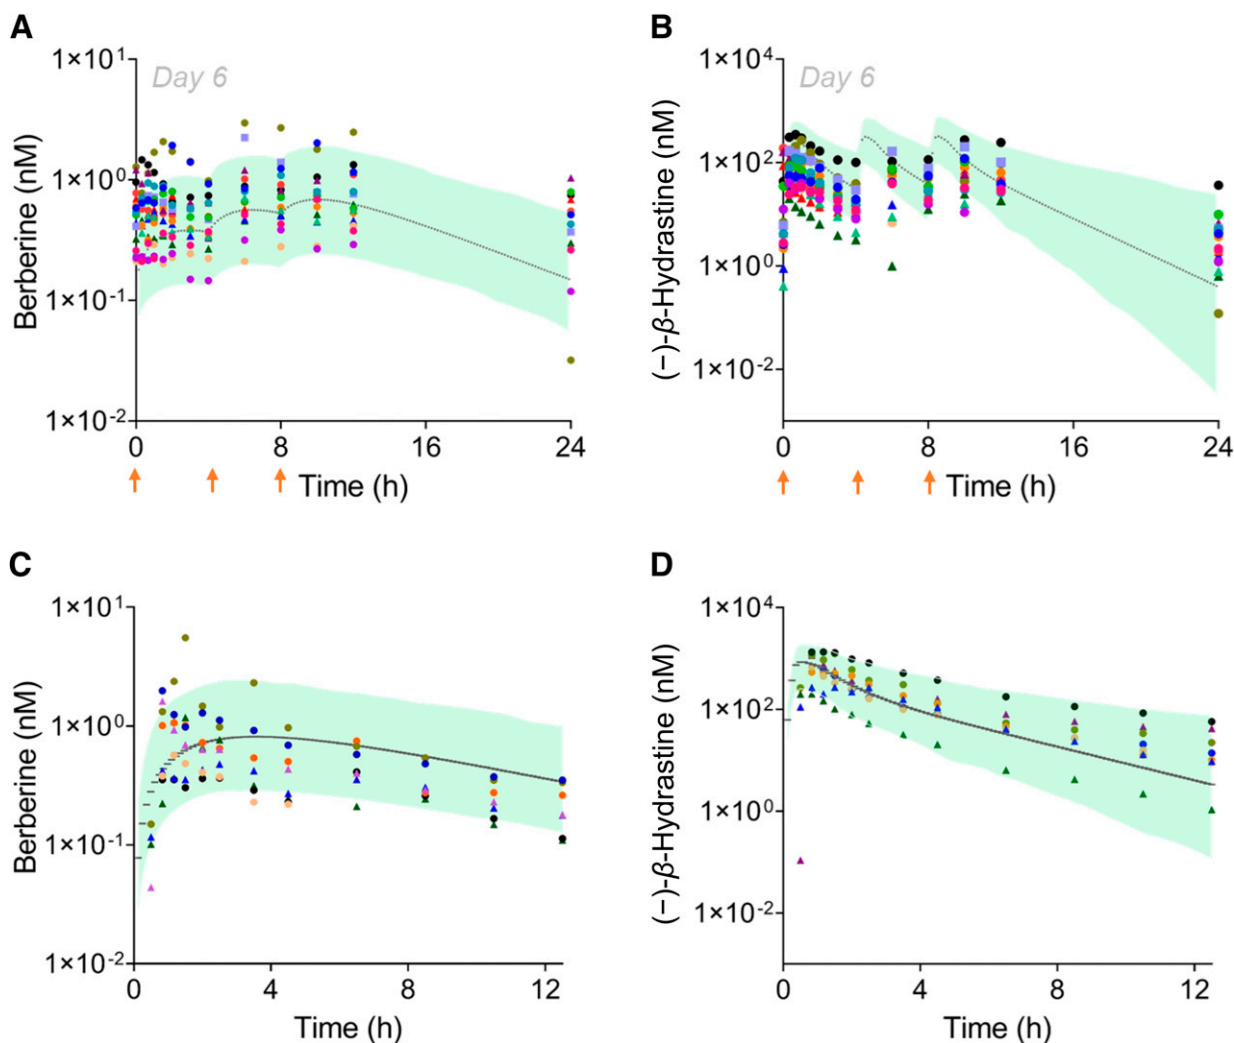 A
Day 6
Berberine (nM)
1×10¹
1×10⁰
1×10⁻¹
1×10⁻²
0 8 16 24
Time (h)
B
Day 6
(−)-β-Hydrastine (nM)
1×10⁴
1×10²
1×10⁰
1×10⁻²
0 8 16 24
Time (h)
C
Berberine (nM)
1×10¹
1×10⁰
1×10⁻¹
1×10⁻²
0 4 8 12
Time (h)
D
(−)-β-Hydrastine (nM)
1×10⁴
1×10²
1×10⁰
1×10⁻²
0 4 8 12
Time (h)